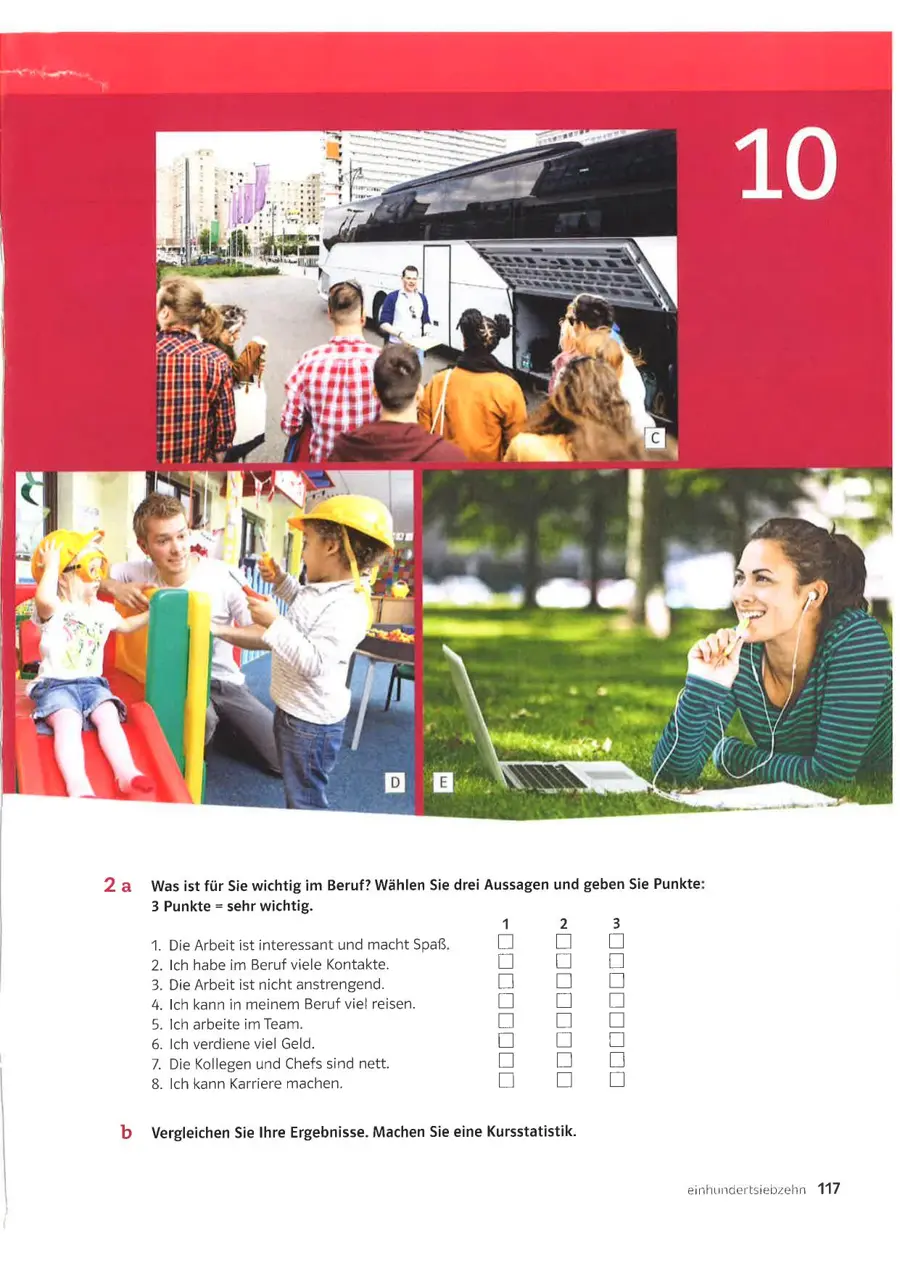 10
C
D
E
2 a Was ist für Sie wichtig im Beruf? Wählen Sie drei Aussagen und geben Sie Punkte:
3 Punkte = sehr wichtig.
1 2 3
1. Die Arbeit ist interessant und macht Spaß.
2. Ich habe im Beruf viele Kontakte.
3. Die Arbeit ist nicht anstrengend.
4. Ich kann in meinem Beruf viel reisen.
5. Ich arbeite im Team.
6. Ich verdiene viel Geld.
7. Die Kollegen und Chefs sind nett.
8. Ich kann Karriere machen.
b Vergleichen Sie Ihre Ergebnisse. Machen Sie eine Kursstatistik.
einhundertsiebzehn 117